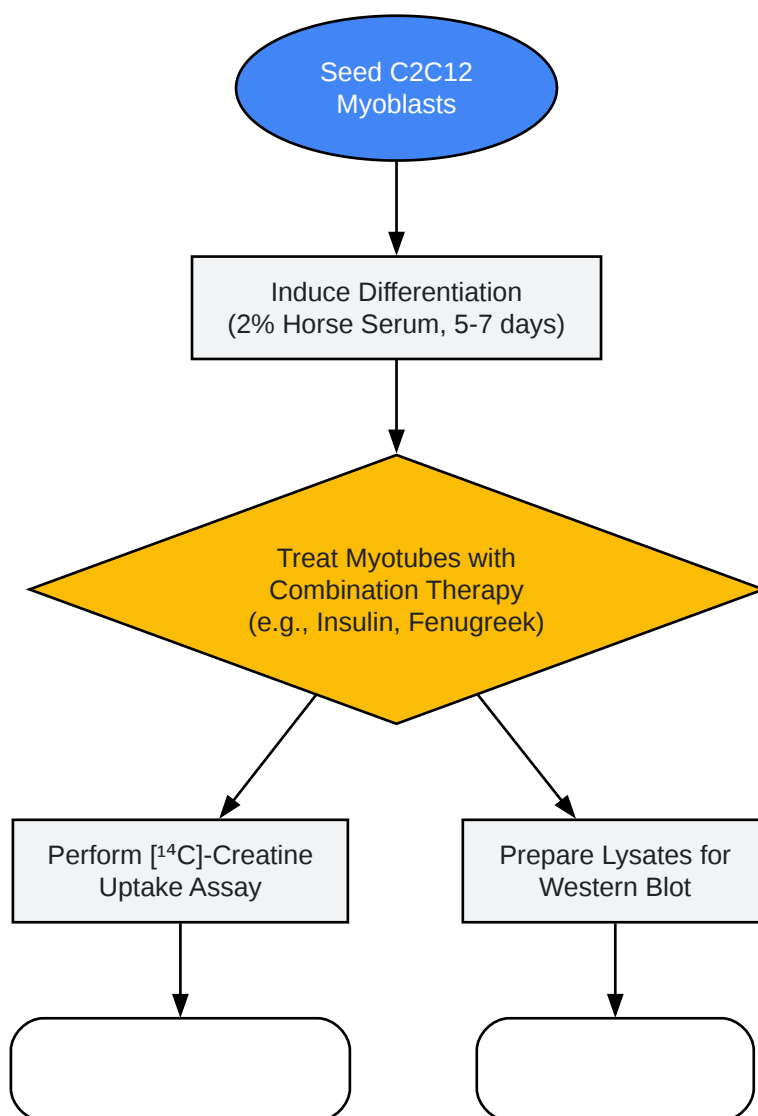 Seed C2C12
Myoblasts
Induce Differentiation
(2% Horse Serum, 5-7 days)
Treat Myotubes with
Combination Therapy
(e.g., Insulin, Fenugreek)
Perform [¹⁴C]-Creatine
Uptake Assay
Prepare Lysates for
Western Blot